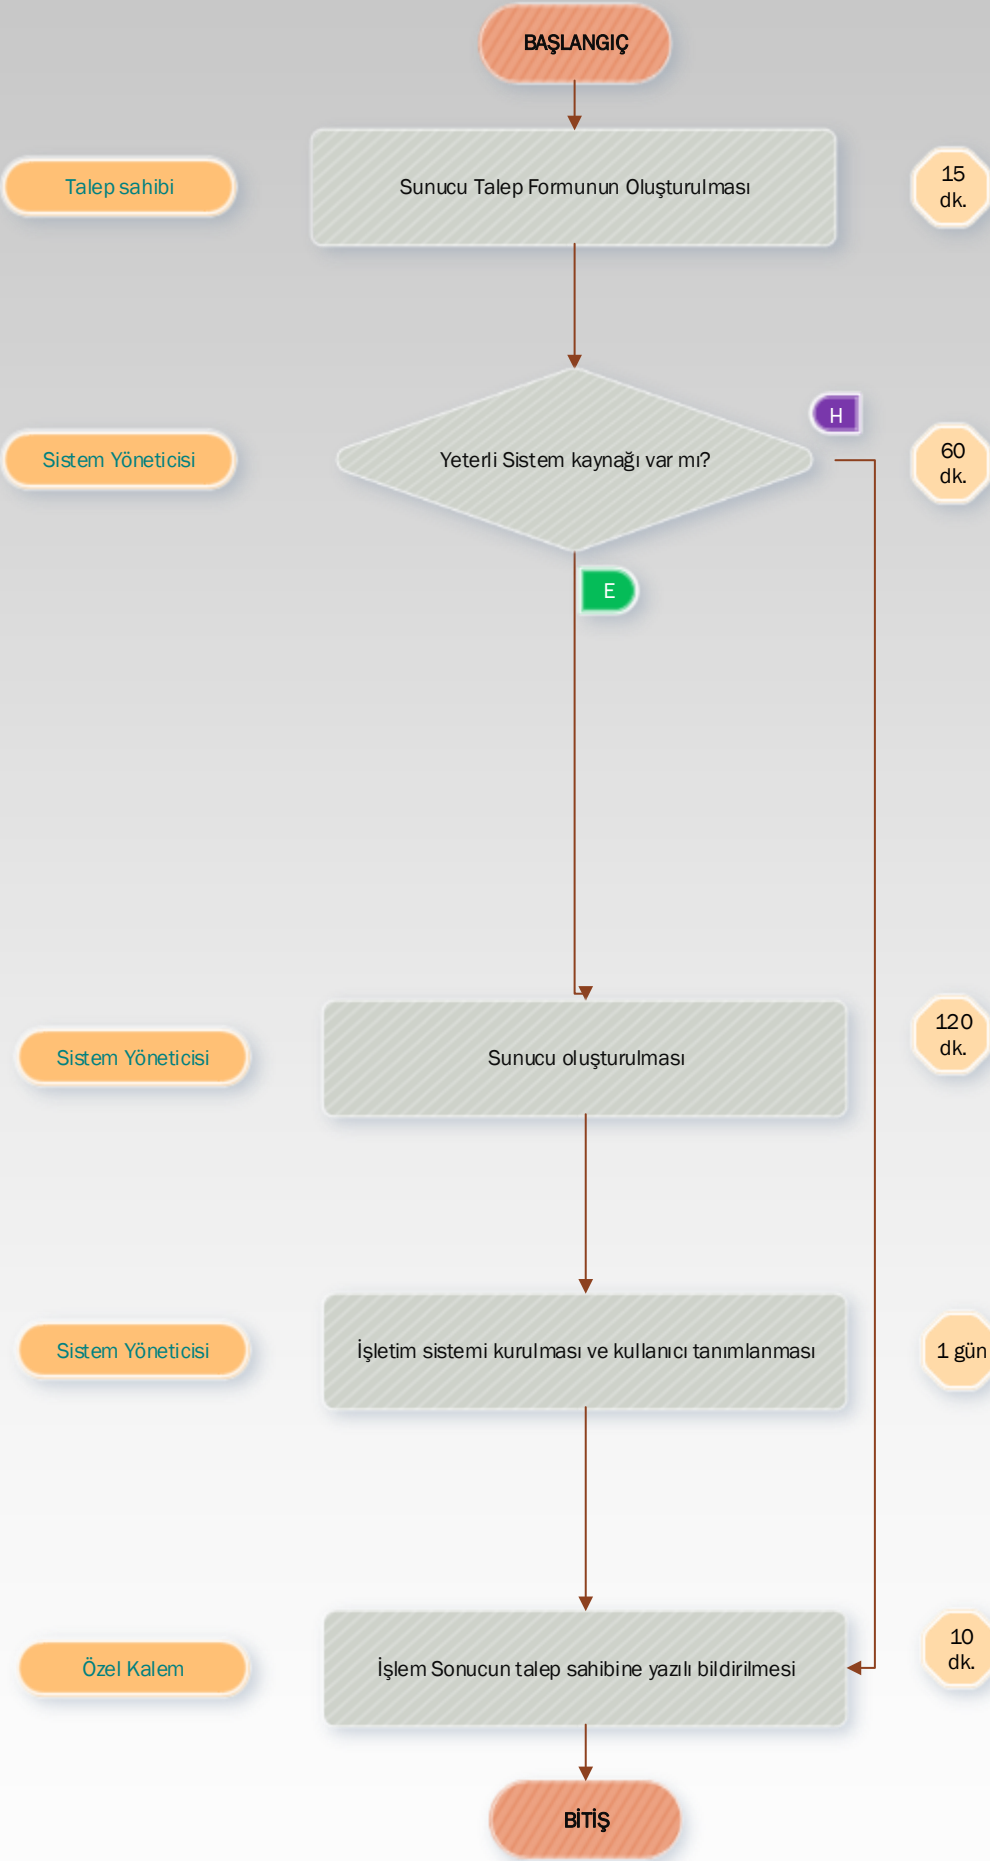 BAŞLANGIÇ
Talep sahibi
Sunucu Talep Formunun Oluşturulması
15
dk.
H
Sistem Yöneticisi
Yeterli Sistem kaynağı var mı?
60
dk.
E
Sistem Yöneticisi
Sunucu oluşturulması
120
dk.
Sistem Yöneticisi
İşletim sistemi kurulması ve kullanıcı tanımlanması
1 gün
Özel Kalem
İşlem Sonucun talep sahibine yazılı bildirilmesi
10
dk.
BİTİŞ